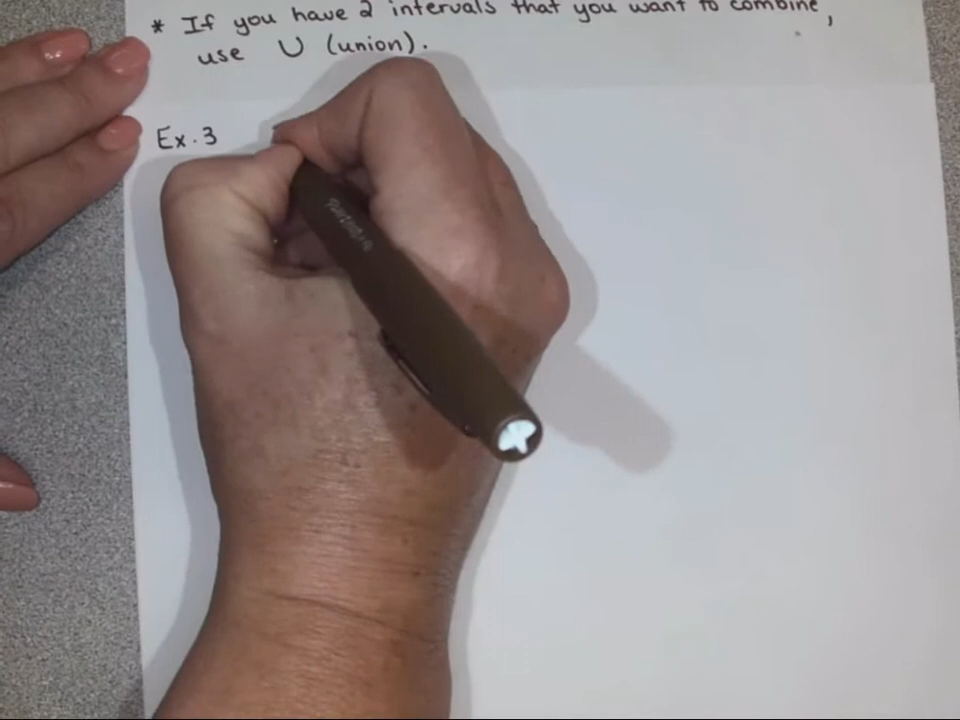 * If you have 2 intervals that you want to combine,
use ∪ (union).
Ex.3